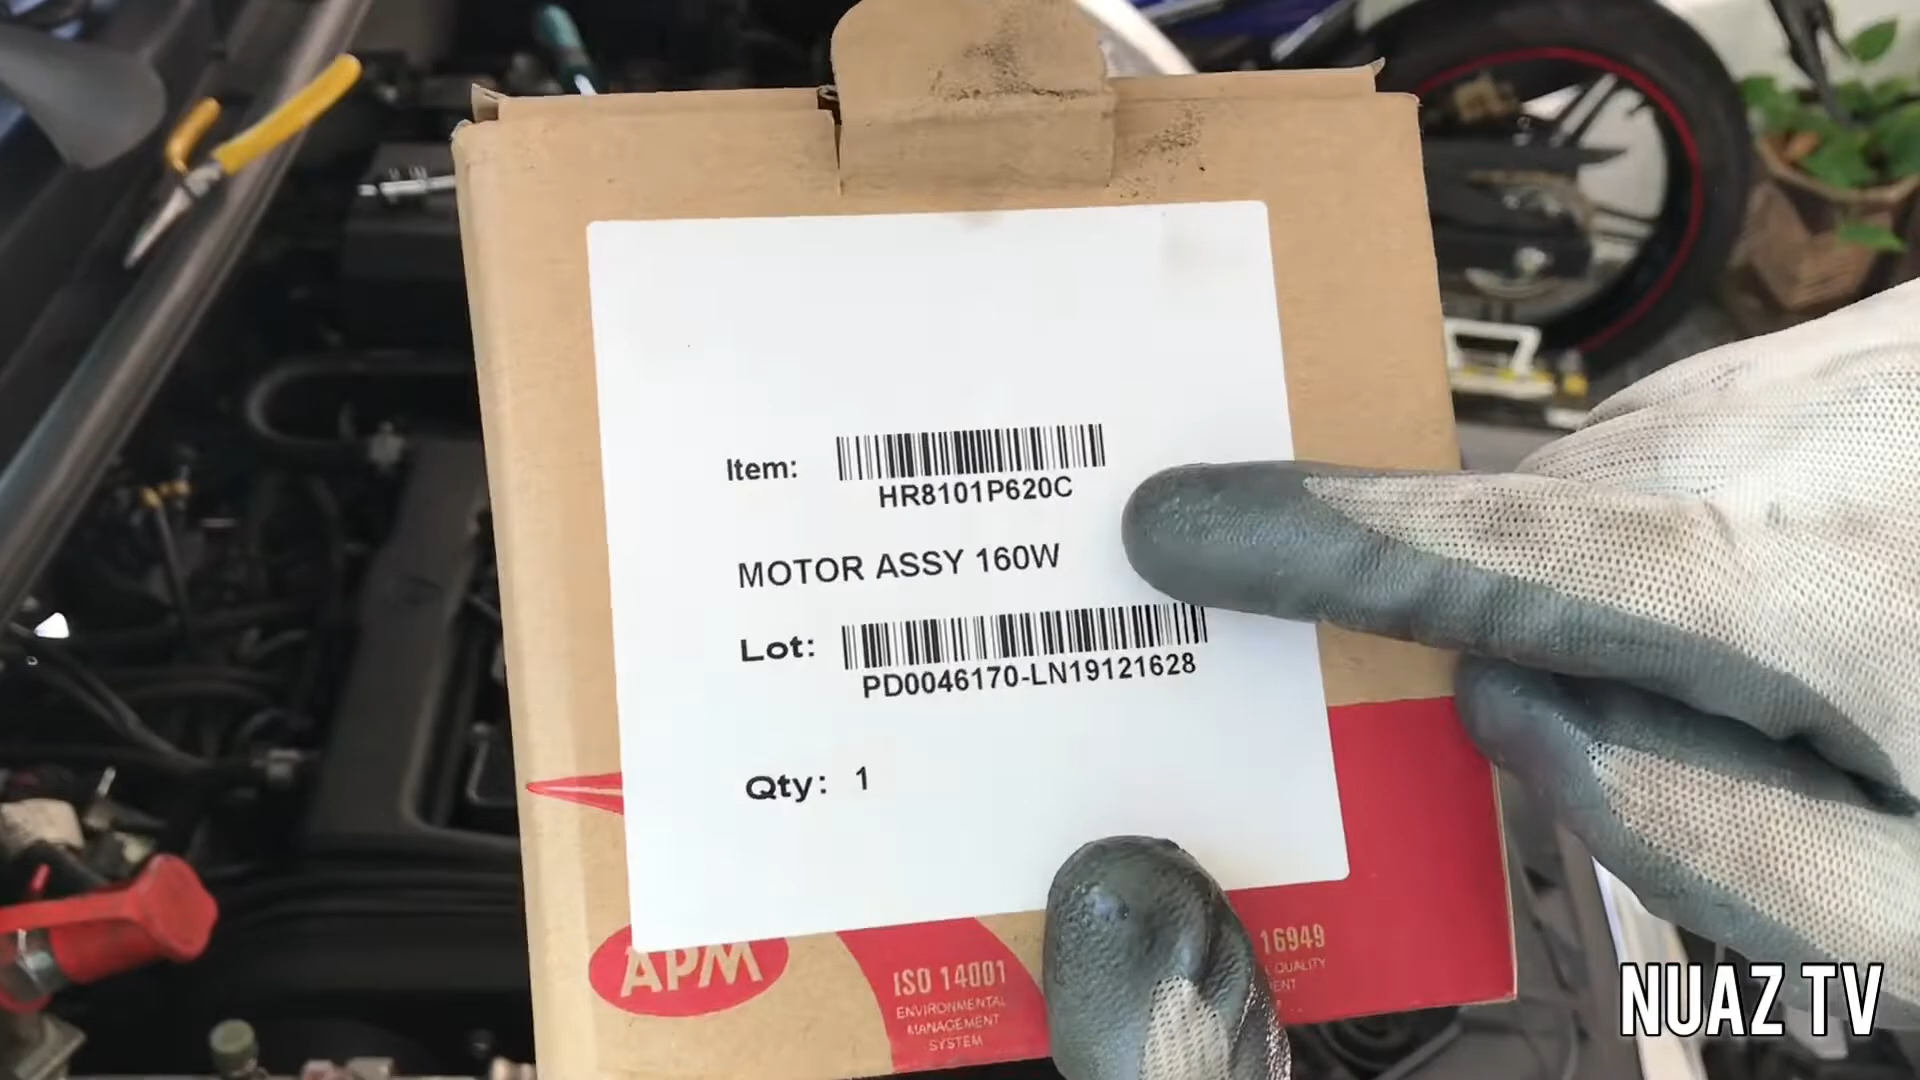 Item:
HR8101P620C
MOTOR ASSY 160W
Lot:
PD0046170-LN19121628
Qty: 1
APM
ISO 14001
ENVIRONMENTAL
MANAGEMENT
SYSTEM
16949
QUALITY
NUAZ TV